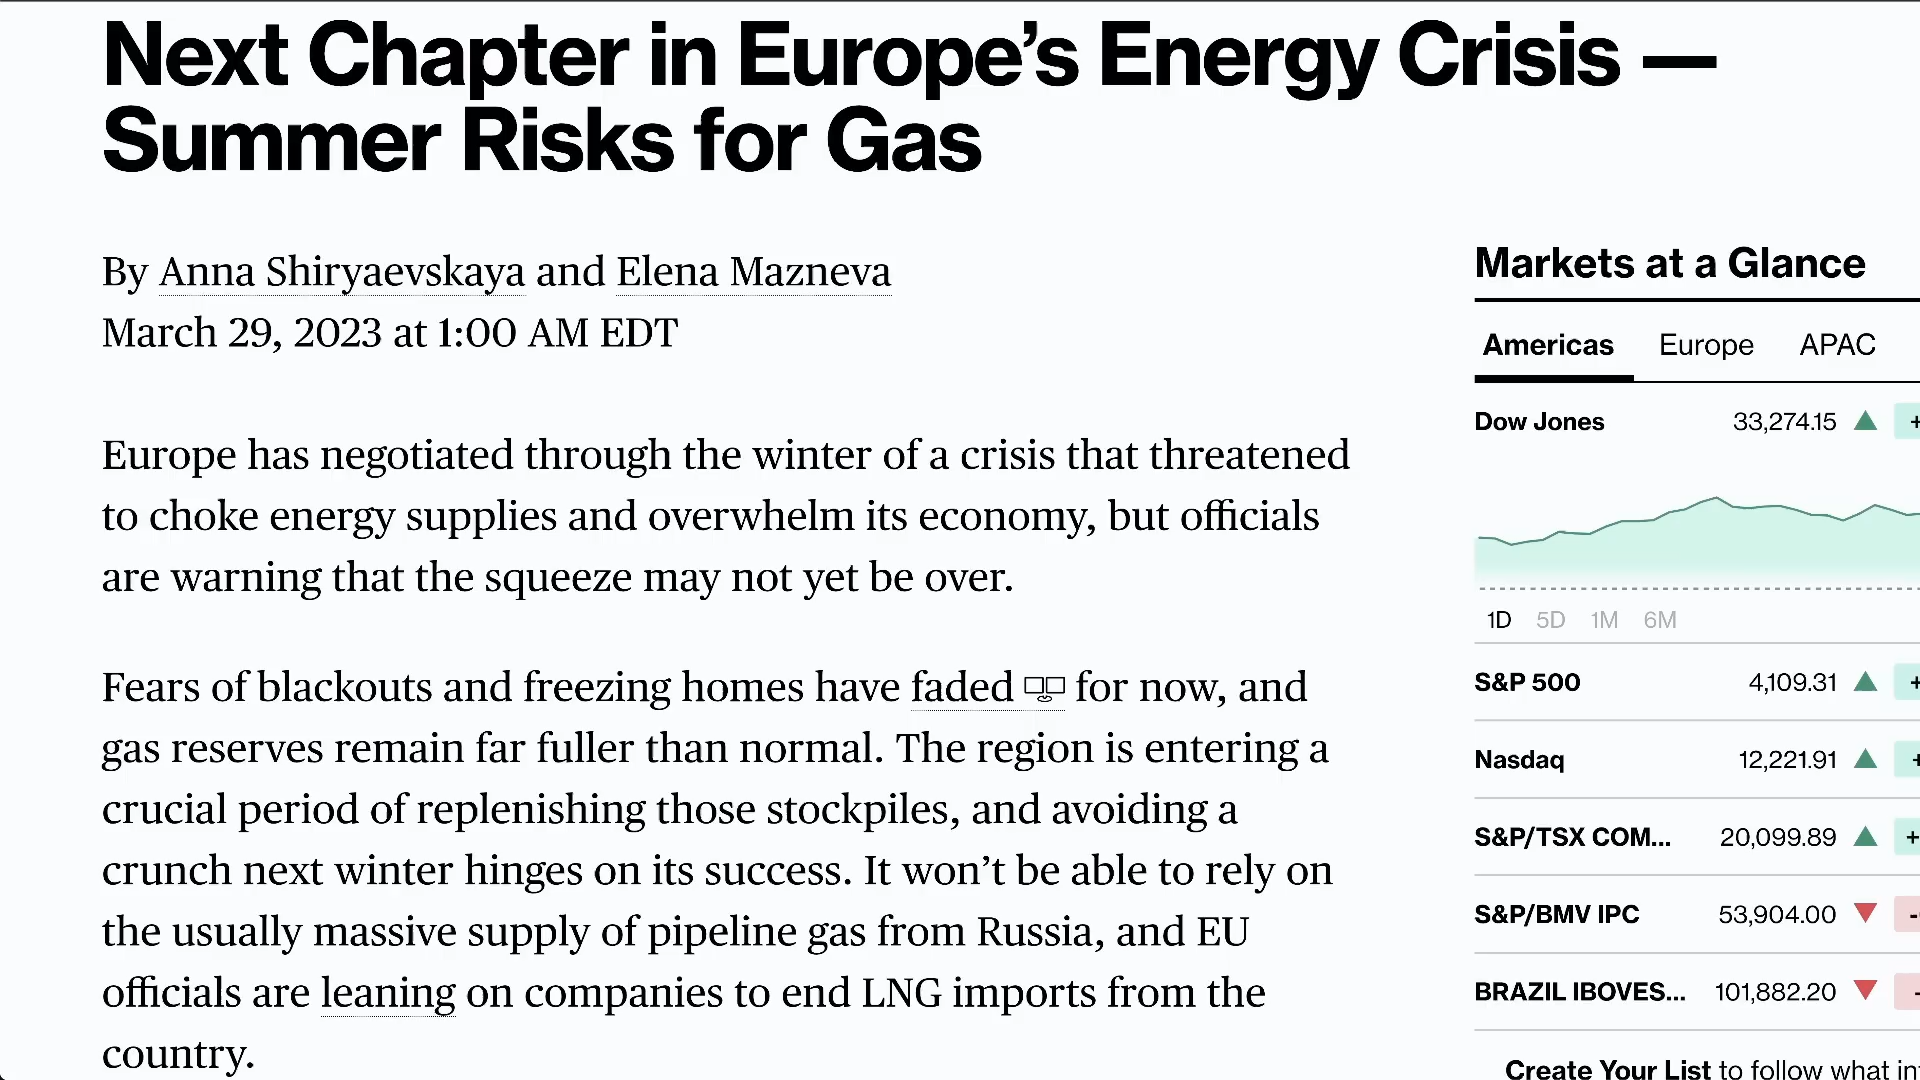 Next Chapter in Europe’s Energy Crisis —
Summer Risks for Gas
By Anna Shiryaevskaya and Elena Mazneva
March 29, 2023 at 1:00 AM EDT
Europe has negotiated through the winter of a crisis that threatened
to choke energy supplies and overwhelm its economy, but officials
are warning that the squeeze may not yet be over.
Fears of blackouts and freezing homes have faded for now, and
gas reserves remain far fuller than normal. The region is entering a
crucial period of replenishing those stockpiles, and avoiding a
crunch next winter hinges on its success. It won’t be able to rely on
the usually massive supply of pipeline gas from Russia, and EU
officials are leaning on companies to end LNG imports from the
country.
Markets at a Glance
Americas Europe APAC
Dow Jones 33,274.15 +
1D 5D 1M 6M
S&P 500 4,109.31 +
Nasdaq 12,221.91 +
S&P/TSX COM... 20,099.89 +
S&P/BMV IPC 53,904.00 -
BRAZIL IBOVES... 101,882.20 -
Create Your List to follow what in